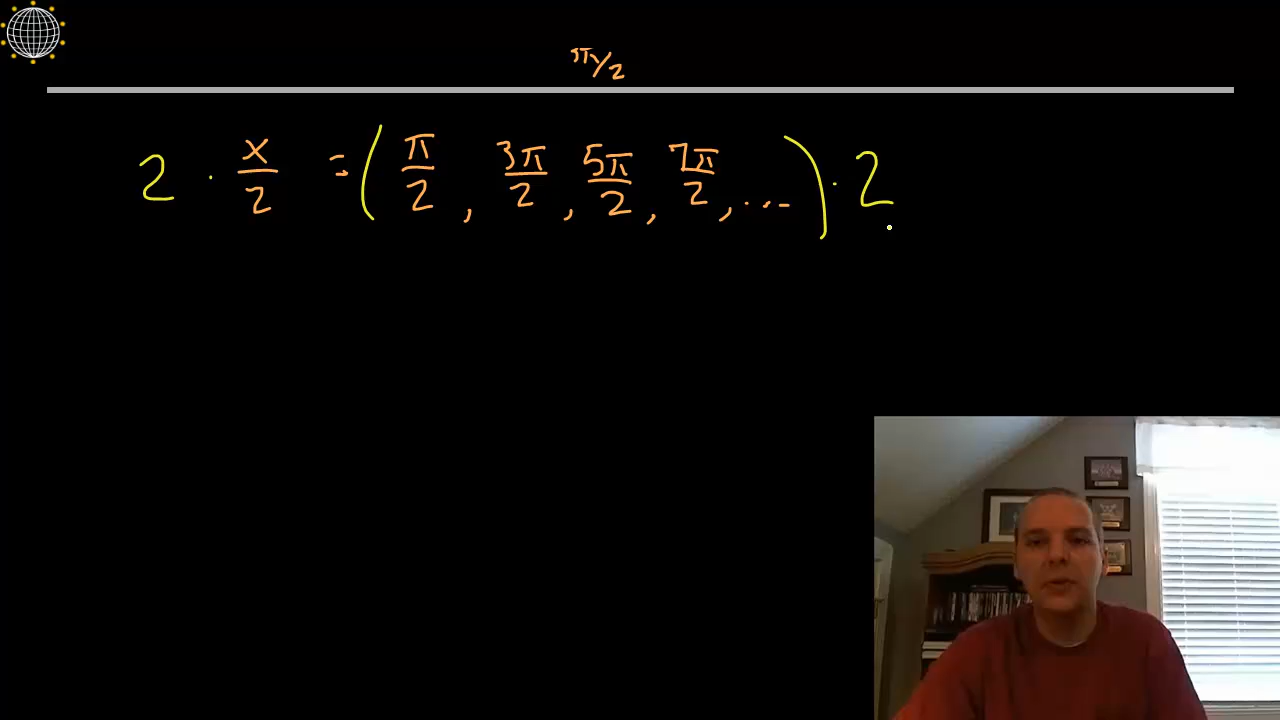 π/2
2 · x/2 = ( π/2 , 3π/2 , 5π/2 , 7π/2 , ... ) · 2